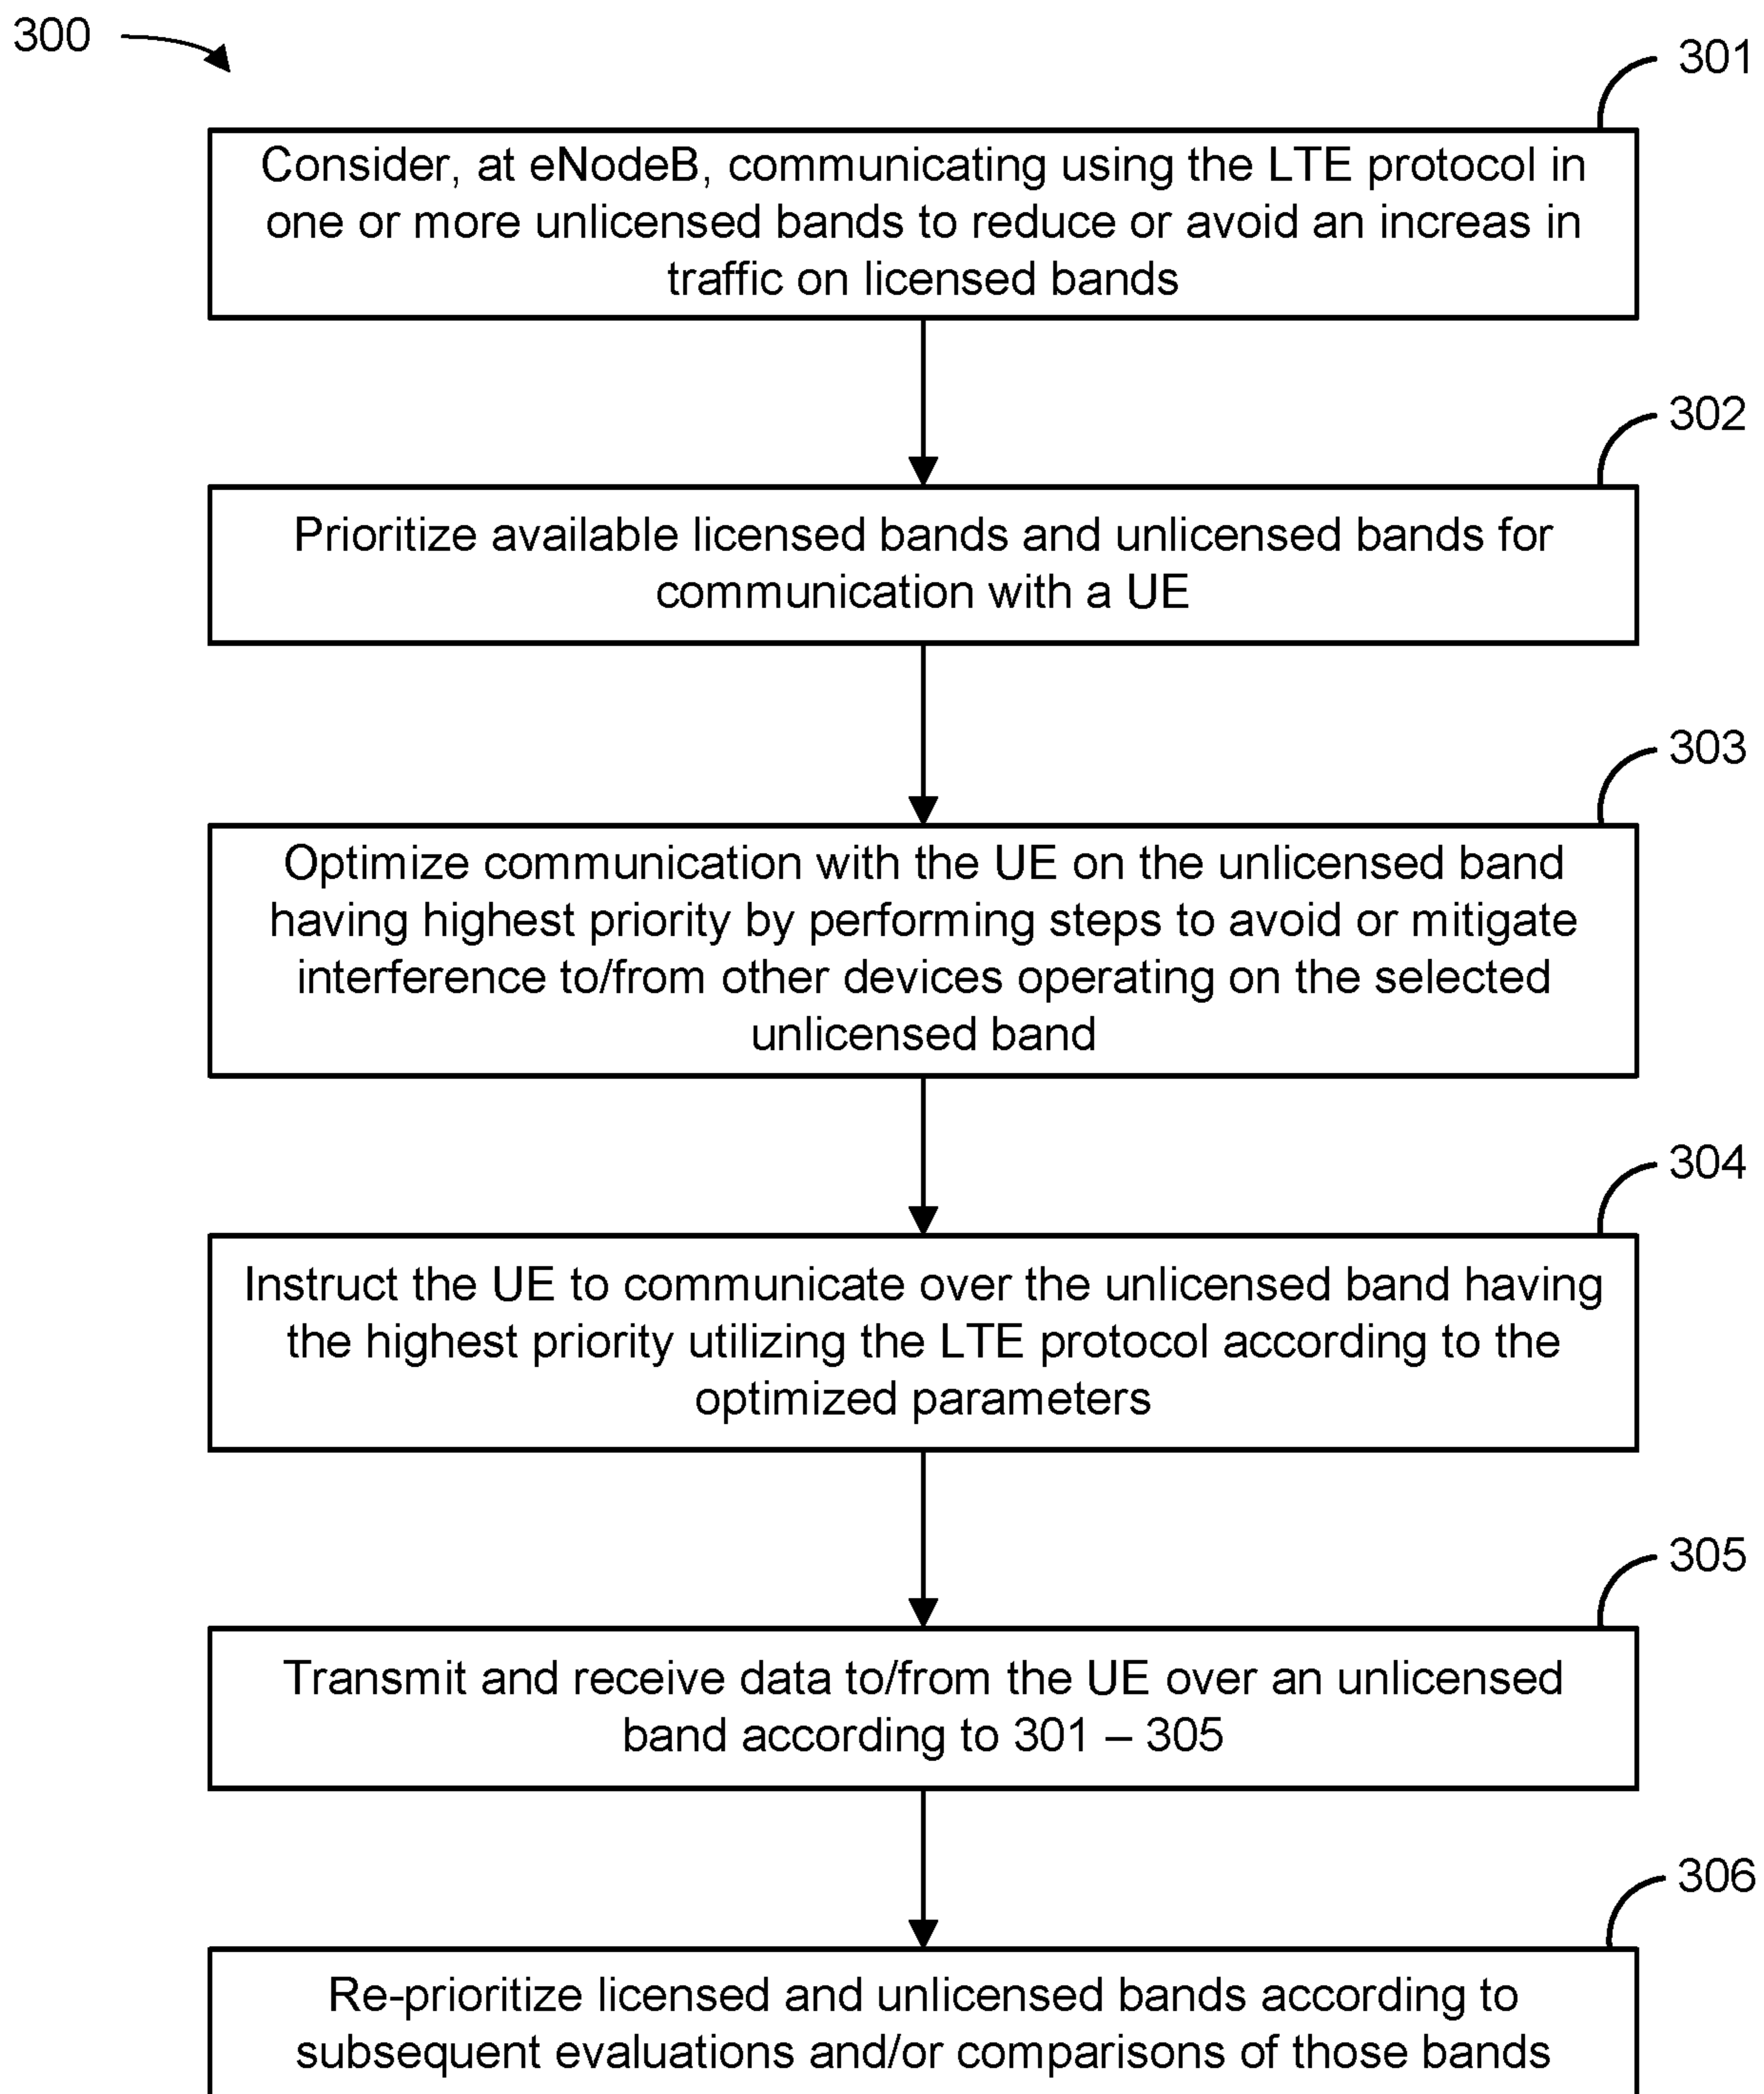 300
301
Consider, at eNodeB, communicating using the LTE protocol in
one or more unlicensed bands to reduce or avoid an increas in
traffic on licensed bands
302
Prioritize available licensed bands and unlicensed bands for
communication with a UE
303
Optimize communication with the UE on the unlicensed band
having highest priority by performing steps to avoid or mitigate
interference to/from other devices operating on the selected
unlicensed band
304
Instruct the UE to communicate over the unlicensed band having
the highest priority utilizing the LTE protocol according to the
optimized parameters
305
Transmit and receive data to/from the UE over an unlicensed
band according to 301 – 305
306
Re-prioritize licensed and unlicensed bands according to
subsequent evaluations and/or comparisons of those bands